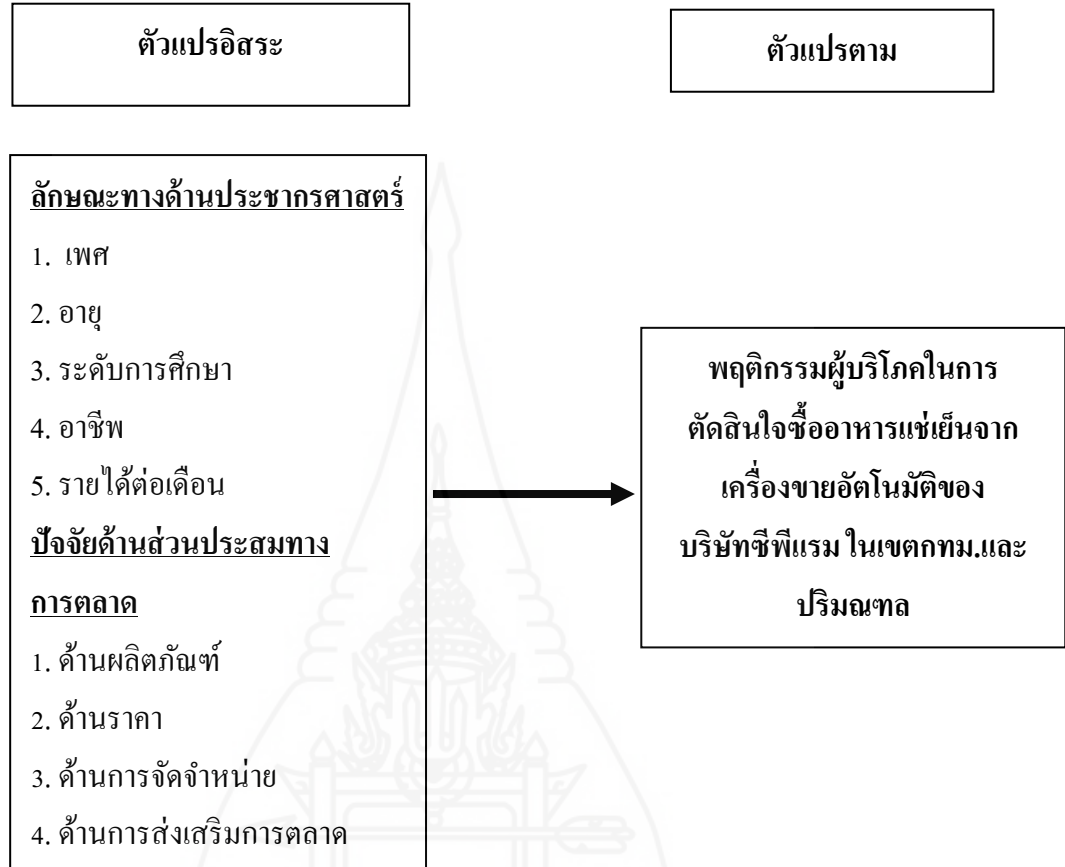 ตัวแปรอิสระ
ตัวแปรตาม
ลักษณะทางด้านประชากรศาสตร์
1. เพศ
2. อายุ
3. ระดับการศึกษา
4. อาชีพ
5. รายได้ต่อเดือน
ปัจจัยด้านส่วนประสมทาง
การตลาด
1. ด้านผลิตภัณฑ์
2. ด้านราคา
3. ด้านการจัดจำหน่าย
4. ด้านการส่งเสริมการตลาด
พฤติกรรมผู้บริโภคในการ
ตัดสินใจซื้ออาหารแช่เย็นจาก
เครื่องขายอัตโนมัติของ
บริษัทซีพีแรม ในเขตกทม.และ
ปริมณฑล